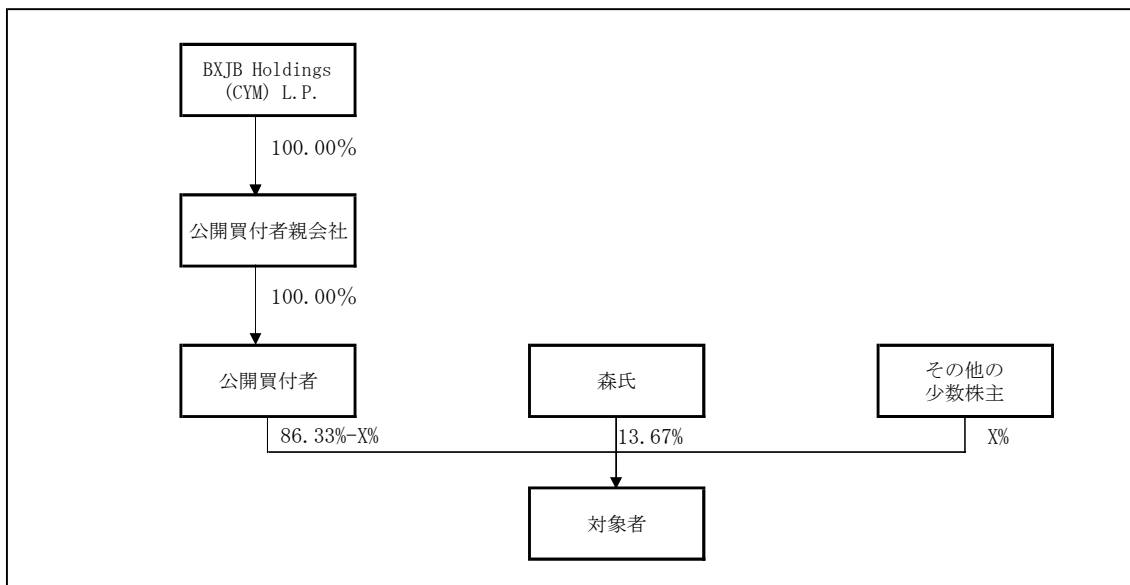 BXJB Holdings
(CYM) L.P.
100.00%
公開買付者親会社
100.00%
公開買付者
森氏
その他の
少数株主
86.33%-X%
13.67%
X%
対象者